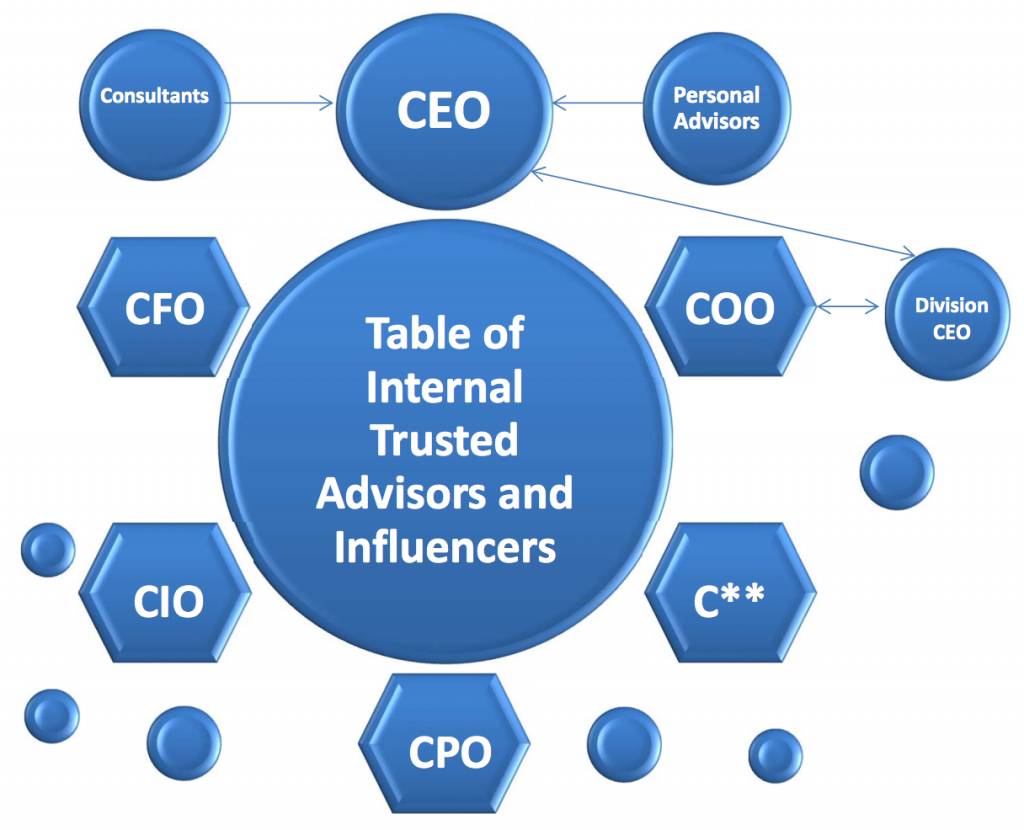 Consultants
CEO
Personal
Advisors
CFO
Table of
Internal
Trusted
Advisors and
Influencers
COO
Division
CEO
CIO
C**
CPO